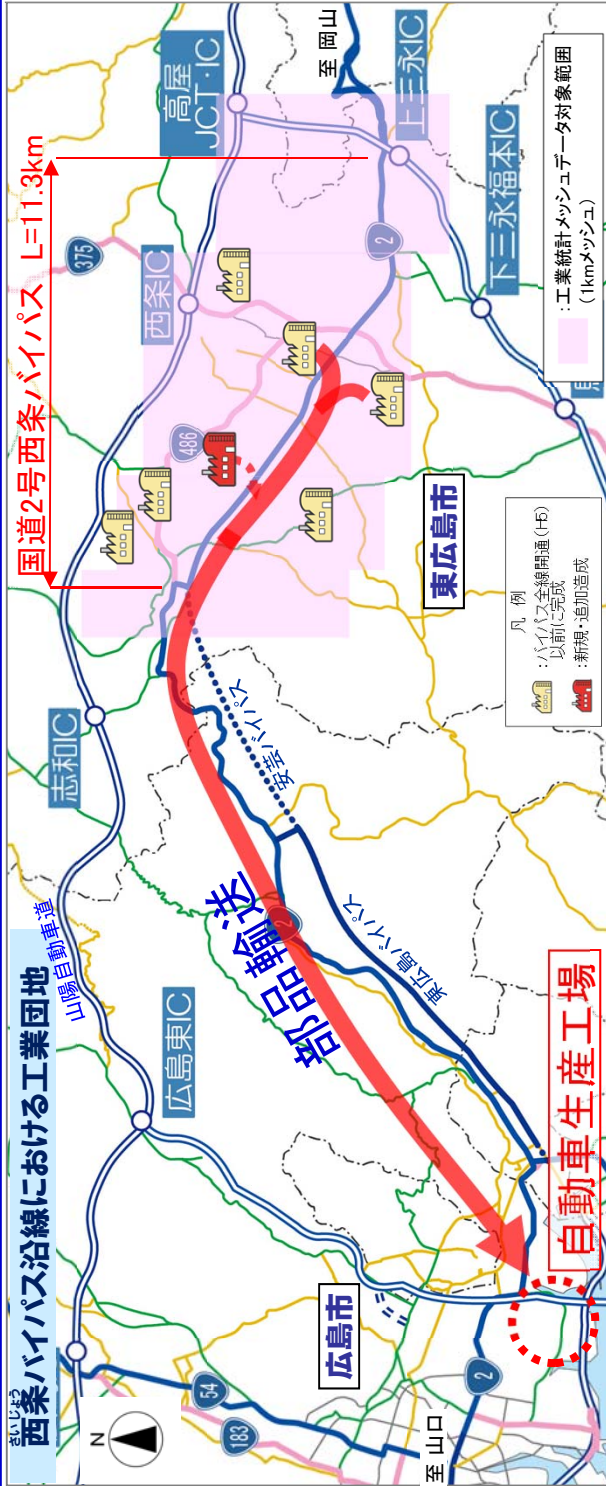 さいじょう
西条バイパス沿線における工業団地
国道2号西条バイパス L=11.3km
N
54
183
至 山口
広島市
2
広島東IC
山陽自動車道
志和IC
西条IC
375
486
高屋
JCT・IC
至 岡山
上三永IC
2
下三永福本IC
部品輸送
2
安芸バイパス
東広島バイパス
東広島市
自動車生産工場
凡 例
:バイパス全線開通(H5)
以前に完成
:新規・追加造成
:工業統計メッシュデータ対象範囲
(1kmメッシュ)